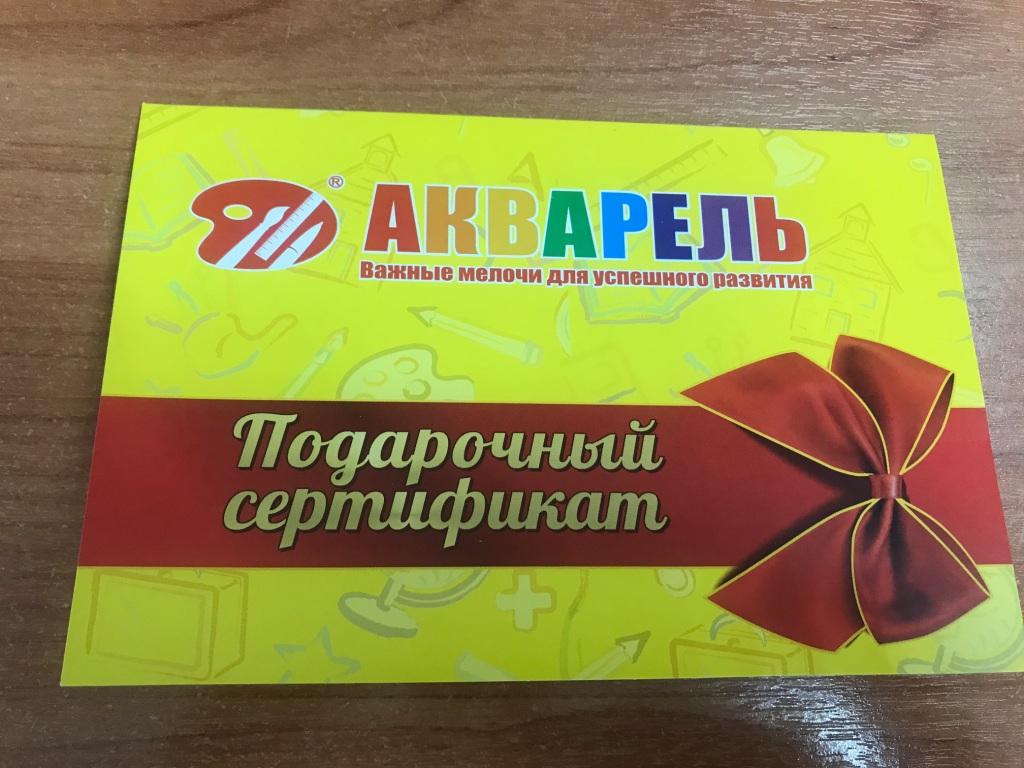 ®
АКВАРЕЛЬ
Важные мелочи для успешного развития
Подарочный
сертификат